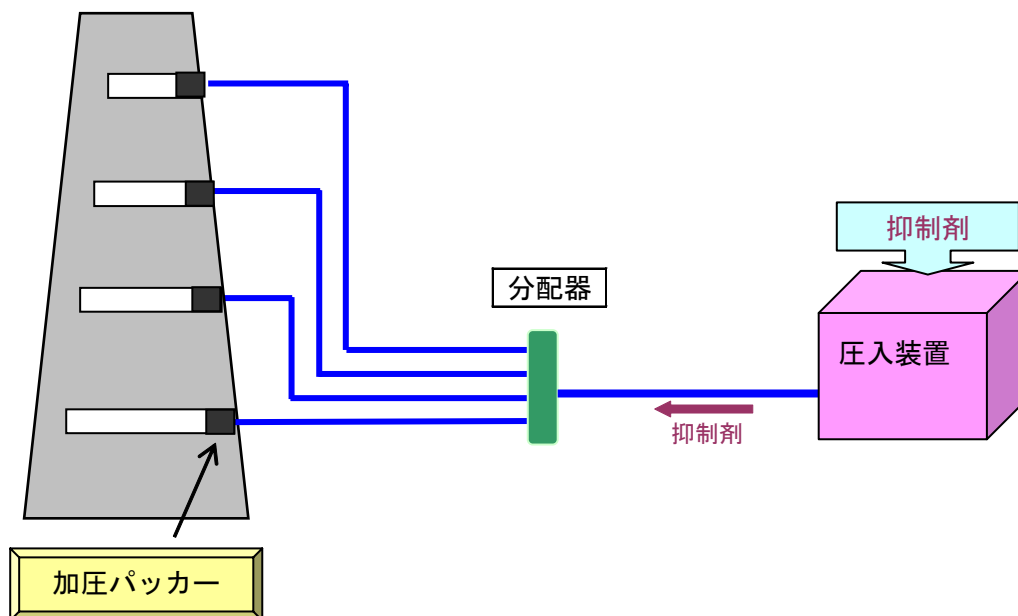 抑制剤
分配器
圧入装置
抑制剤
加圧パッカー